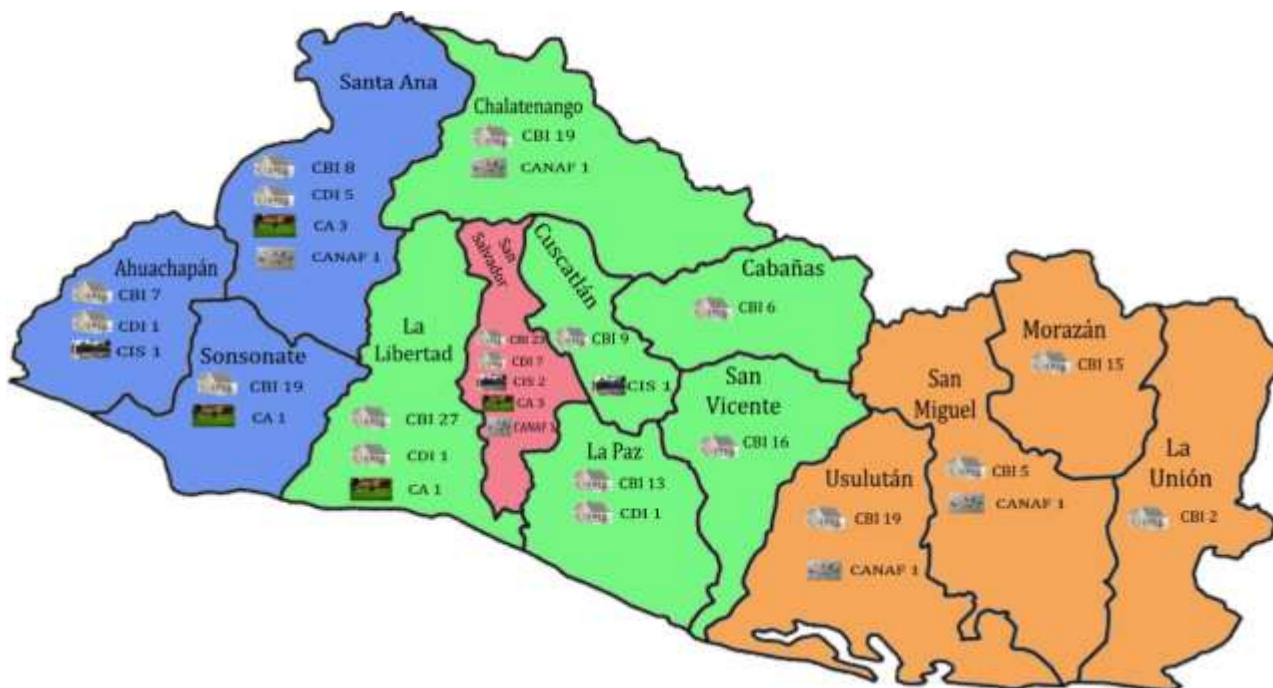 Santa Ana
CBI 8
CDI 5
CA 3
CANAF 1
Chalatenango
CBI 19
CANAF 1
Ahuachapán
CBI 7
CDI 1
CIS 1
Sonsonate
CBI 19
CA 1
La
Libertad
CBI 27
CDI 1
CA 1
San
Salvador
CBI
CDI 7
CIS 2
CA 3
CANAF
Cuscatlán
CBI 9
CIS 1
Cabañas
CBI 6
La Paz
CBI 13
CDI 1
San
Vicente
CBI 16
Usulután
CBI 19
CANAF 1
San
Miguel
CBI 5
CANAF 1
Morazán
CBI 15
La
Unión
CBI 2